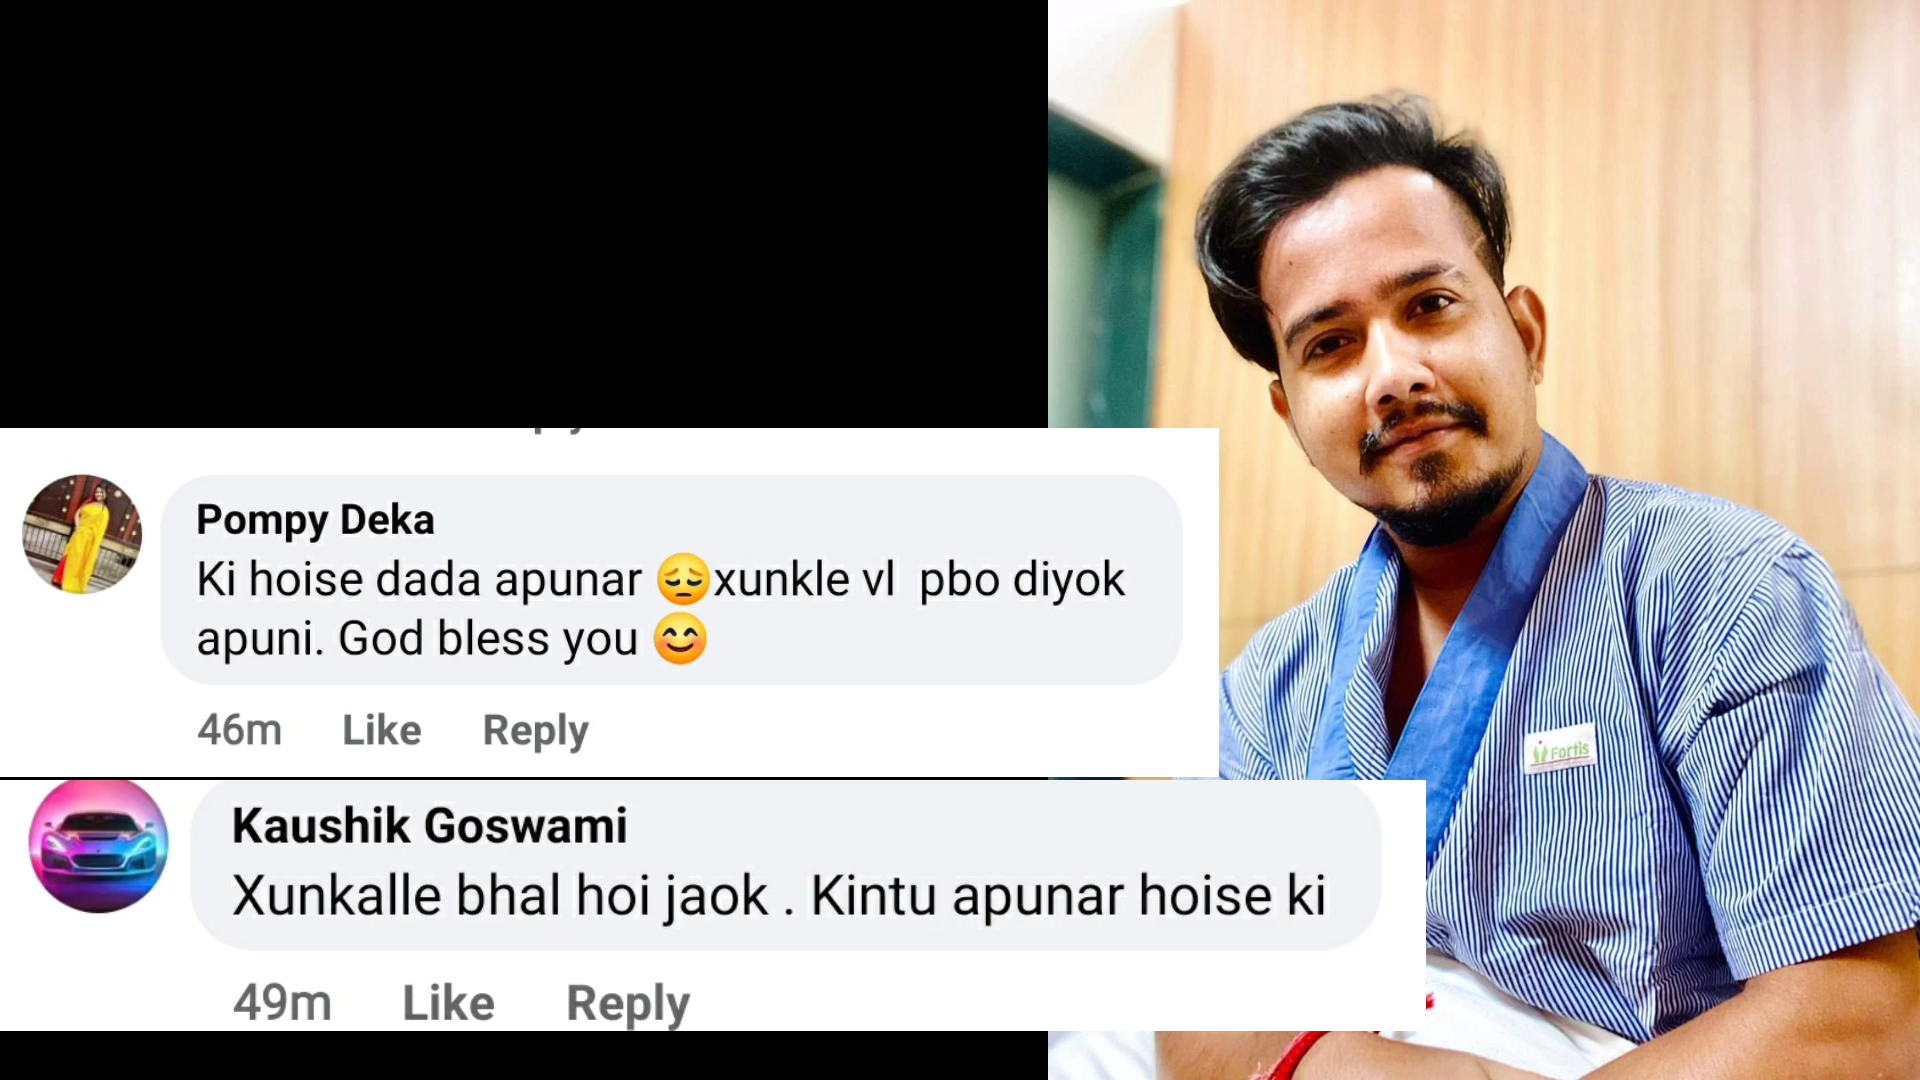 Pompy Deka
Ki hoise dada apunar 😔xunkle vl pbo diyok
apuni. God bless you 😊
46m Like Reply
Kaushik Goswami
Xunkalle bhal hoi jaok . Kintu apunar hoise ki
49m Like Reply
Fortis